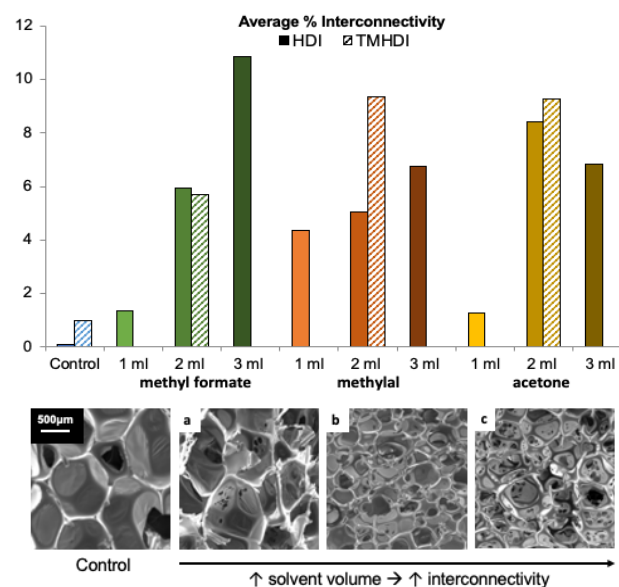 Average % Interconnectivity
HDI TMHDI
12
10
8
6
4
2
0
Control 1 ml 2 ml 3 ml 1 ml 2 ml 3 ml 1 ml 2 ml 3 ml
methyl formate methylal acetone
500µm a b c
Control
↑ solvent volume → ↑ interconnectivity